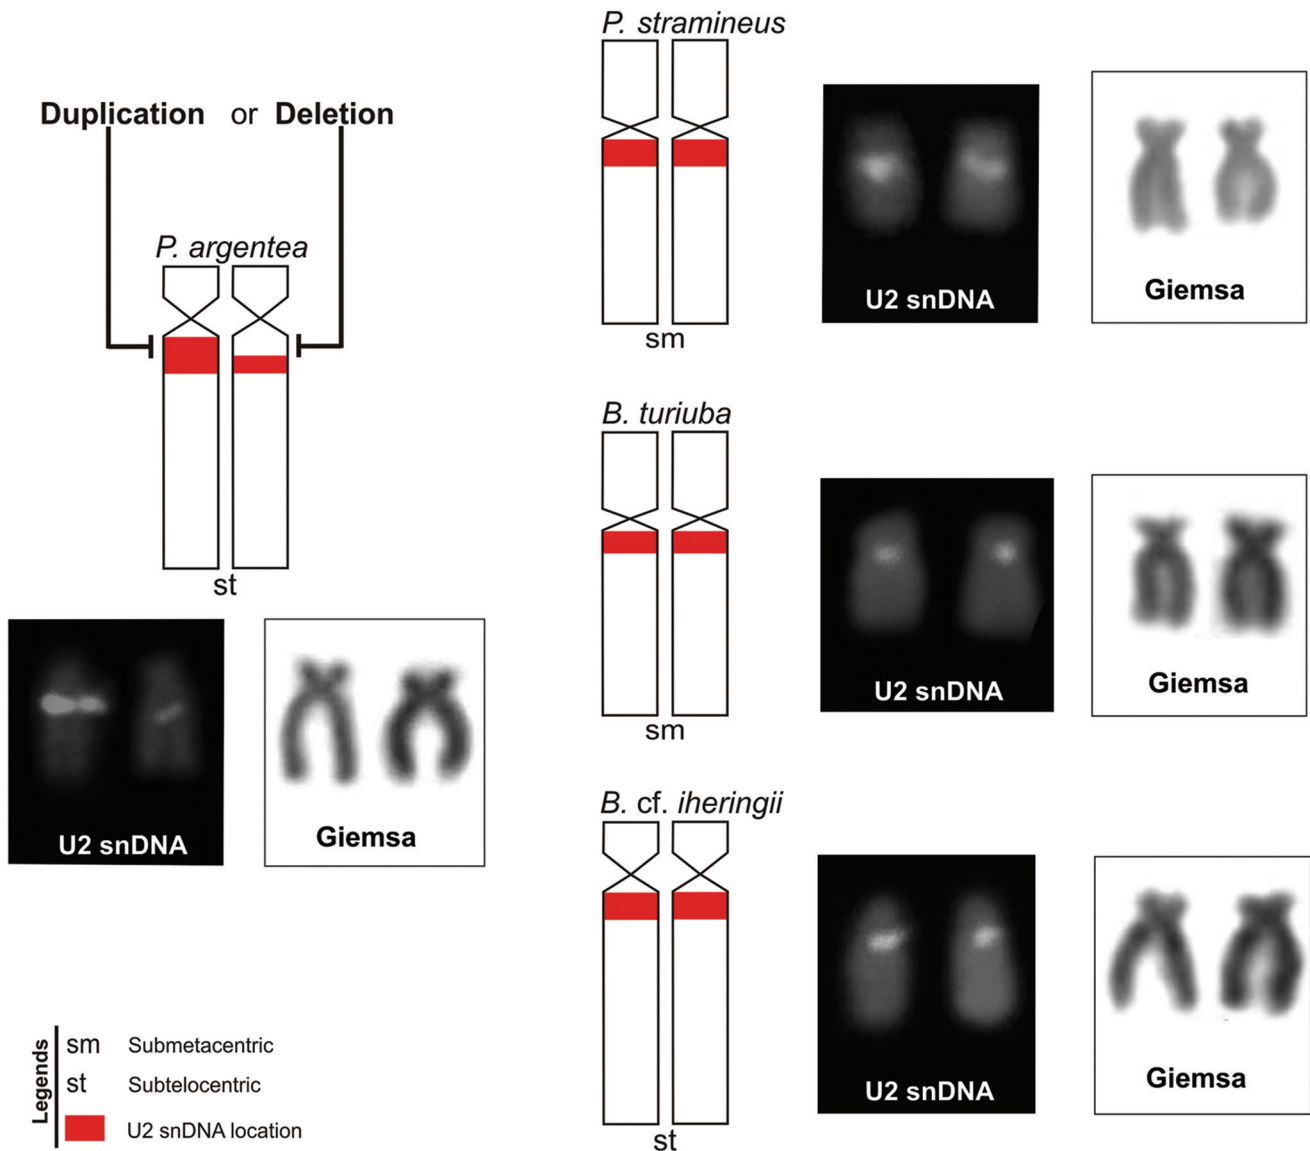 Duplication or Deletion
P. argentea
st
U2 snDNA
Giemsa
P. stramineus
sm
U2 snDNA
Giemsa
B. turiuba
sm
U2 snDNA
Giemsa
B. cf. iheringii
st
U2 snDNA
Giemsa
Legends
sm Submetacentric
st Subtelocentric
U2 snDNA location